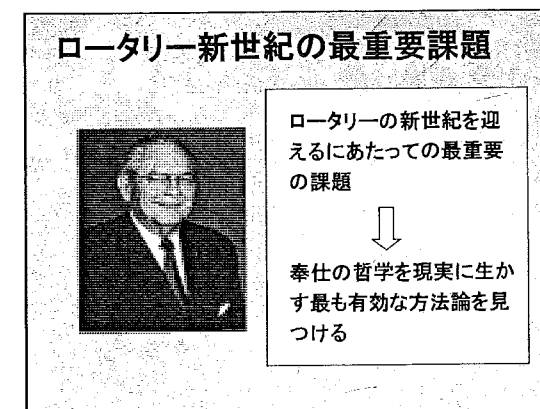 ロータリー新世紀の最重要課題
ロータリーの新世紀を迎
えるにあたっての最重要
の課題
奉仕の哲学を現実に生か
す最も有効な方法論を見
つける